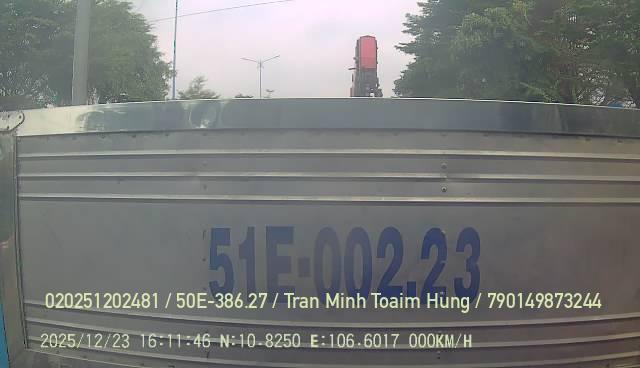 51E-002.23
020251202481 / 50E-386.27 / Tran Minh Toaim Hung / 790149873244
2025/12/23 16:11:46 N:10.8250 E:106.6017 000KM/H